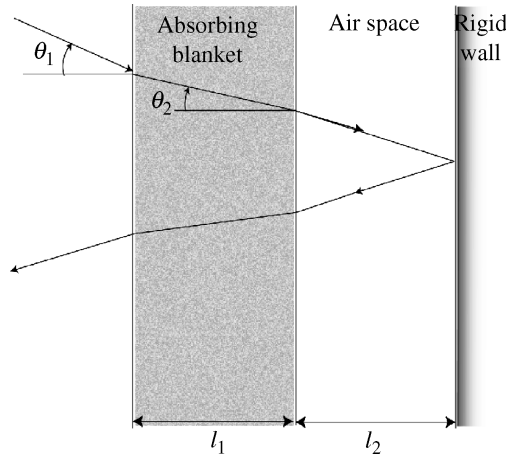 Absorbing
blanket
Air space
Rigid
wall
θ1
θ2
l1
l2